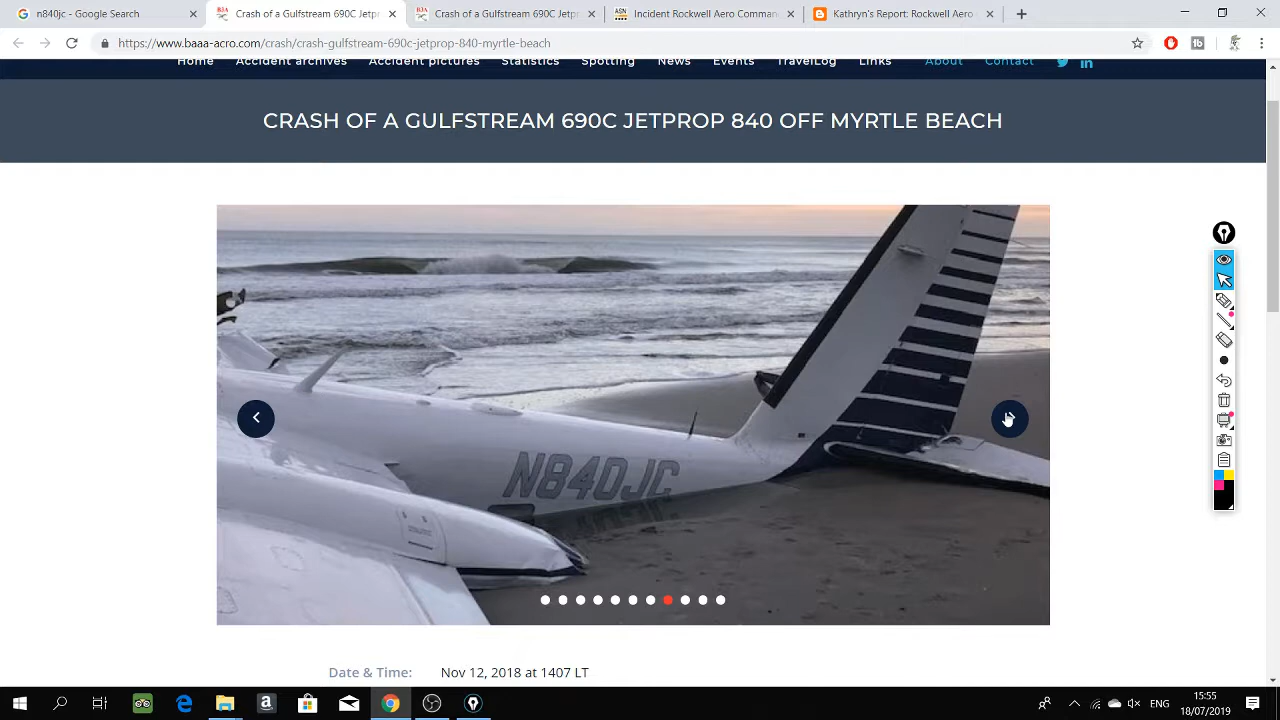 n840jc - Google Search
Crash of a Gulfstream 690C Jetpr
Crash of a Gulfstream 690C Jetpr
ASN
Incident Rockwell Aero Comman
Kathryn's Report: Rockwell Aero
https://www.baaa-acro.com/crash/crash-gulfstream-690c-jetprop-840-myrtle-beach
Home
Accident archives
Accident pictures
Statistics
Spotting
News
Events
TravelLog
Links
About
Contact
CRASH OF A GULFSTREAM 690C JETPROP 840 OFF MYRTLE BEACH
N840JC
Date & Time: Nov 12, 2018 at 1407 LT
ENG
15:55
18/07/2019